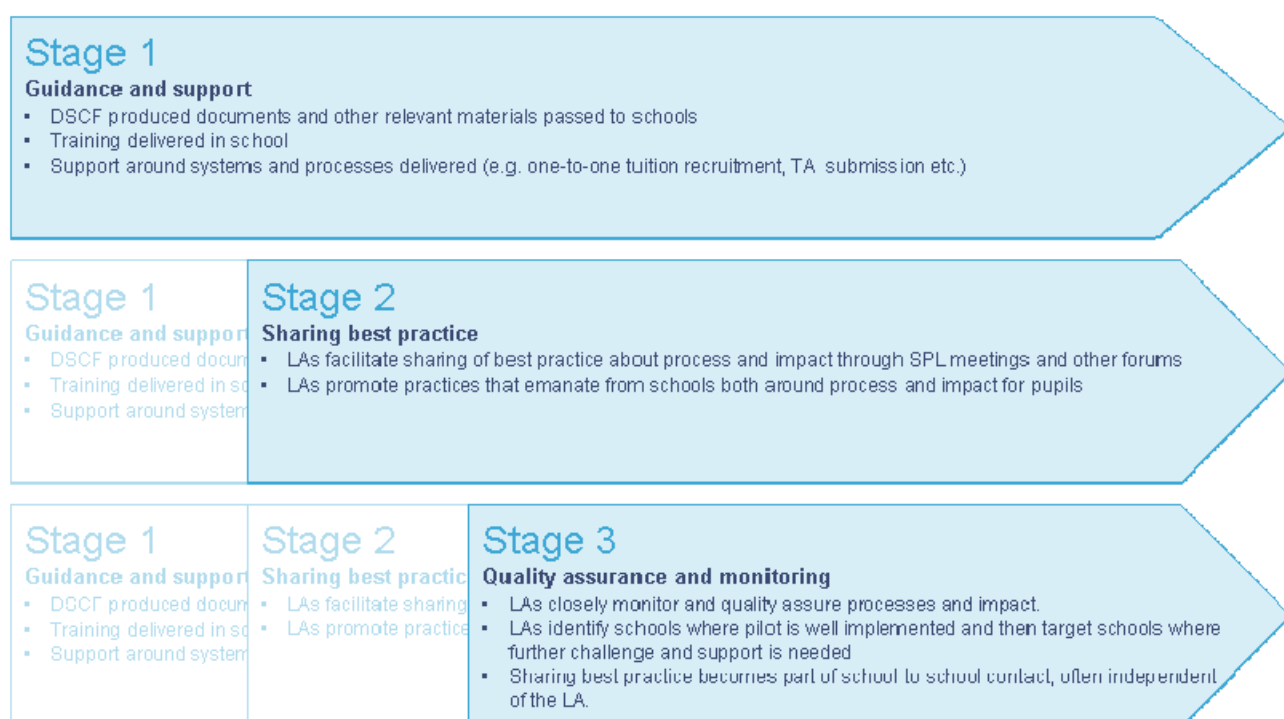 Stage 1
Guidance and support
▪ DSCF produced documents and other relevant materials passed to schools
▪ Training delivered in school
▪ Support around systems and processes delivered (e.g. one-to-one tuition recruitment, TA submission etc.)
Stage 1
Guidance and support
▪ DSCF produced docum
▪ Training delivered in sc
▪ Support around system
Stage 2
Sharing best practice
▪ LAs facilitate sharing of best practice about process and impact through SPL meetings and other forums
▪ LAs promote practices that emanate from schools both around process and impact for pupils
Stage 1
Guidance and support
▪ DSCF produced docum
▪ Training delivered in sc
▪ Support around system
Stage 2
Sharing best practic
▪ LAs facilitate sharing
▪ LAs promote practice
Stage 3
Quality assurance and monitoring
▪ LAs closely monitor and quality assure processes and impact.
▪ LAs identify schools where pilot is well implemented and then target schools where
further challenge and support is needed
▪ Sharing best practice becomes part of school to school contact, often independent
of the LA.